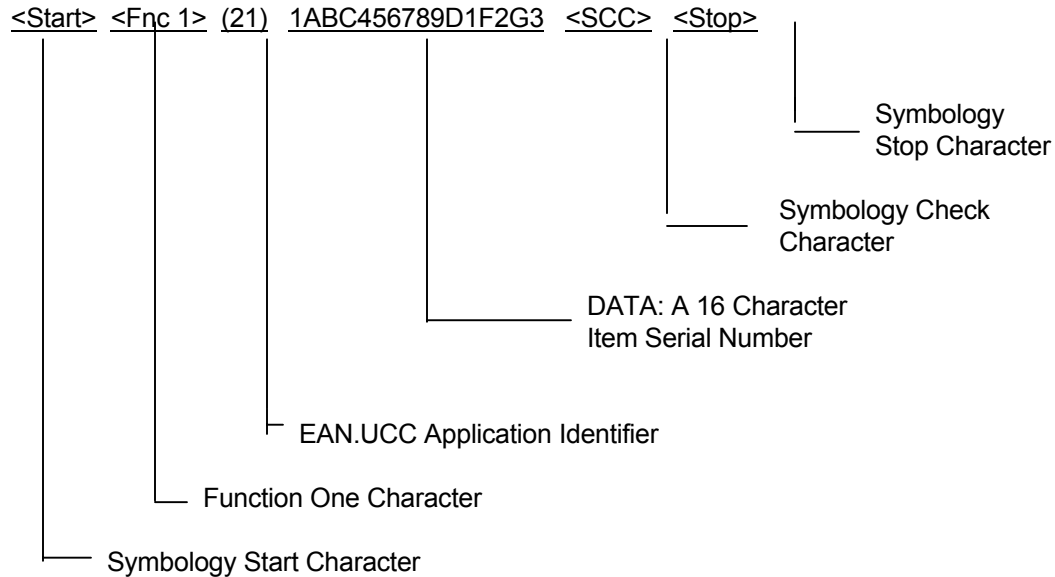 <Start> <Fnc 1> (21) 1ABC456789D1F2G3 <SCC> <Stop>
Symbology
Stop Character
Symbology Check
Character
DATA: A 16 Character
Item Serial Number
EAN.UCC Application Identifier
Function One Character
Symbology Start Character